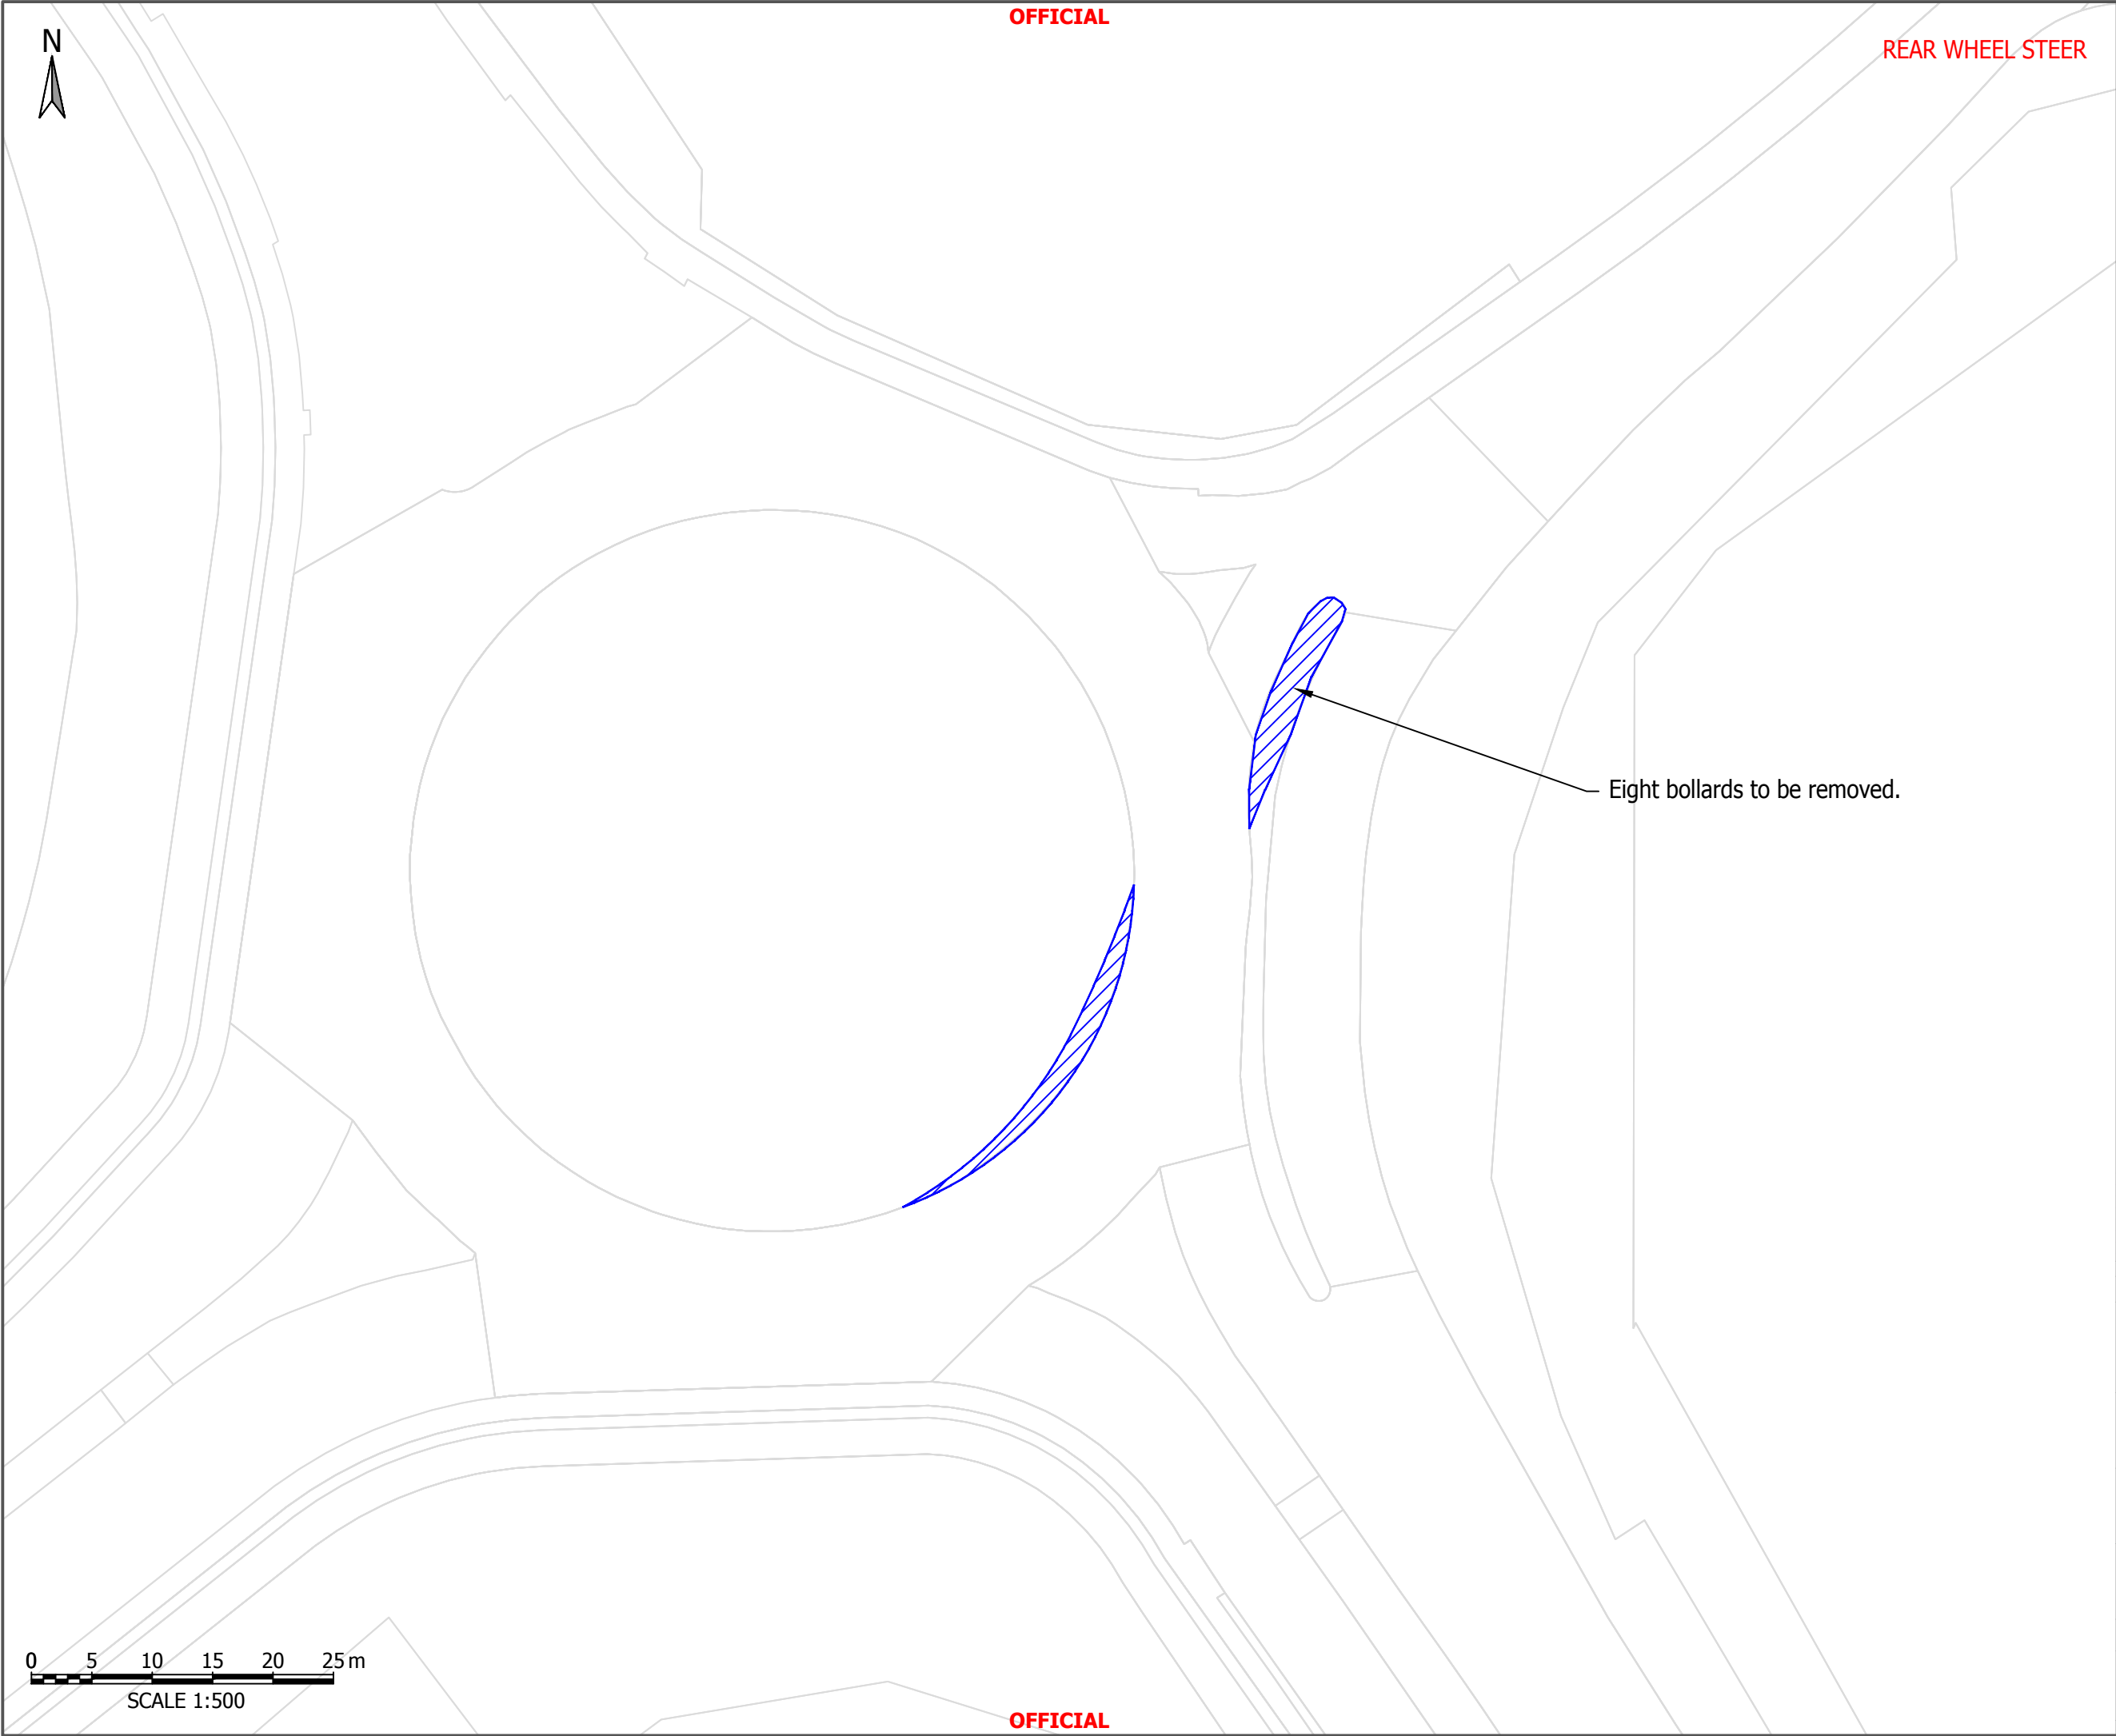 OFFICIAL
N
REAR WHEEL STEER
Eight bollards to be removed.
0 5 10 15 20 25 m
SCALE 1:500
OFFICIAL